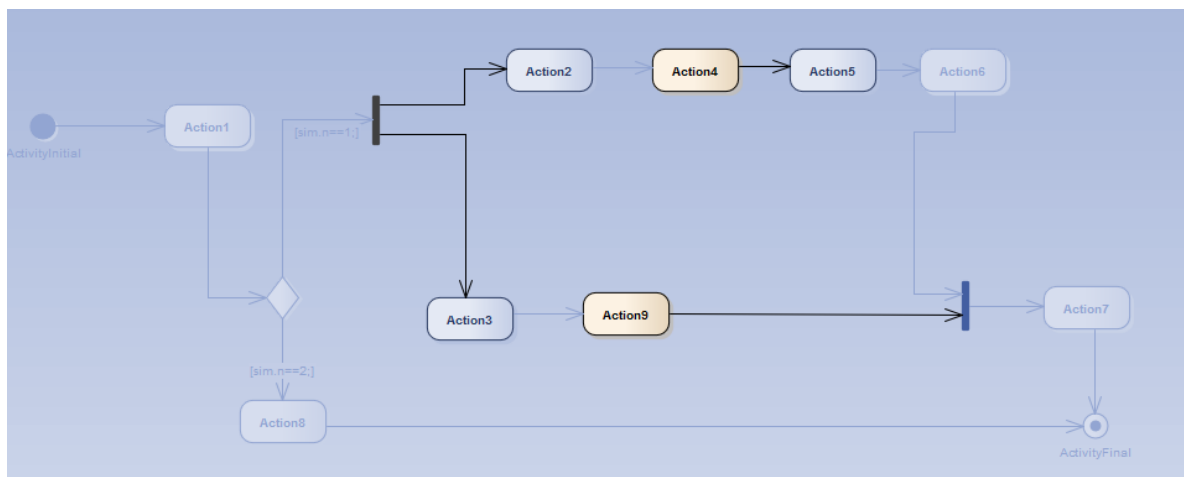 Action2
Action4
Action5
Action6
Action1
[sim.n==1;]
ActivityInitial
Action3
Action9
Action7
[sim.n==2;]
Action8
ActivityFinal